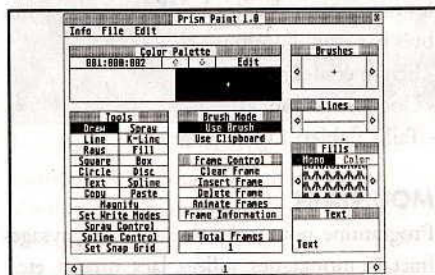 Prism Paint 1.0
Info File Edit
Color Palette
001:000:002 Edit
Brushes
Lines
Tools
Draw Spray
Line K-Line
Rays Fill
Square Box
Circle Disc
Text Spline
Copy Paste
Magnify
Set Write Modes
Spray Control
Spline Control
Set Snap Grid
Brush Mode
Use Brush
Use Clipboard
Frame Control
Clear Frame
Insert Frame
Delete Frame
Animate Frames
Frame Information
Total Frames
1
Fills
Mono Color
Text
Text
1